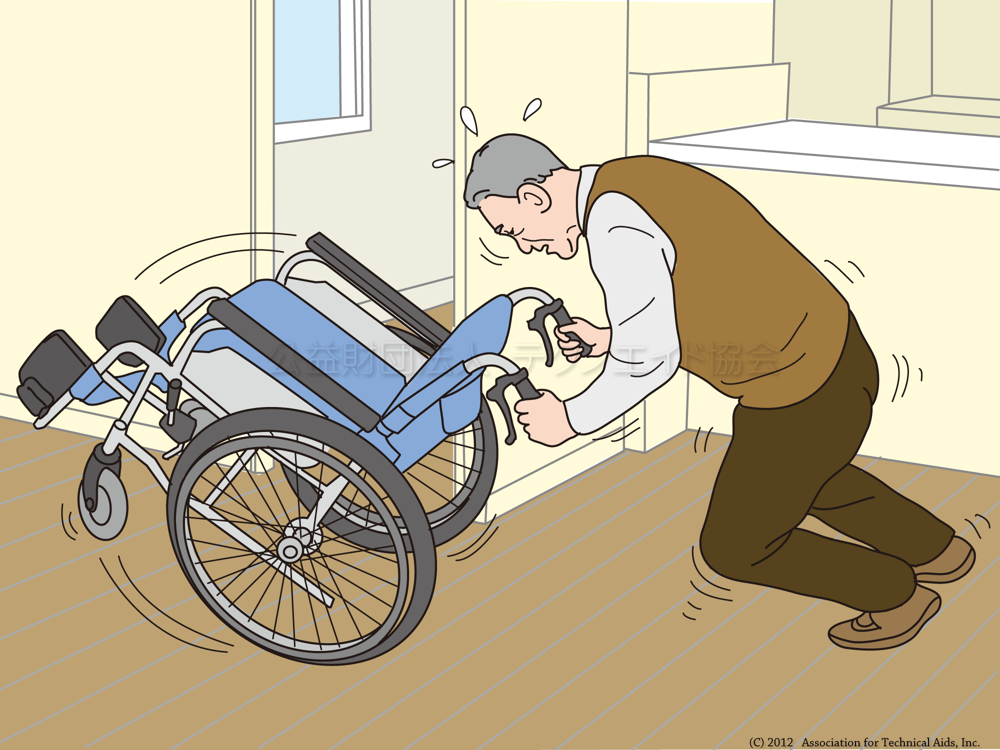 公益財団法人 テクノエイド協会
(C) 2012 Association for Technical Aids, Inc.